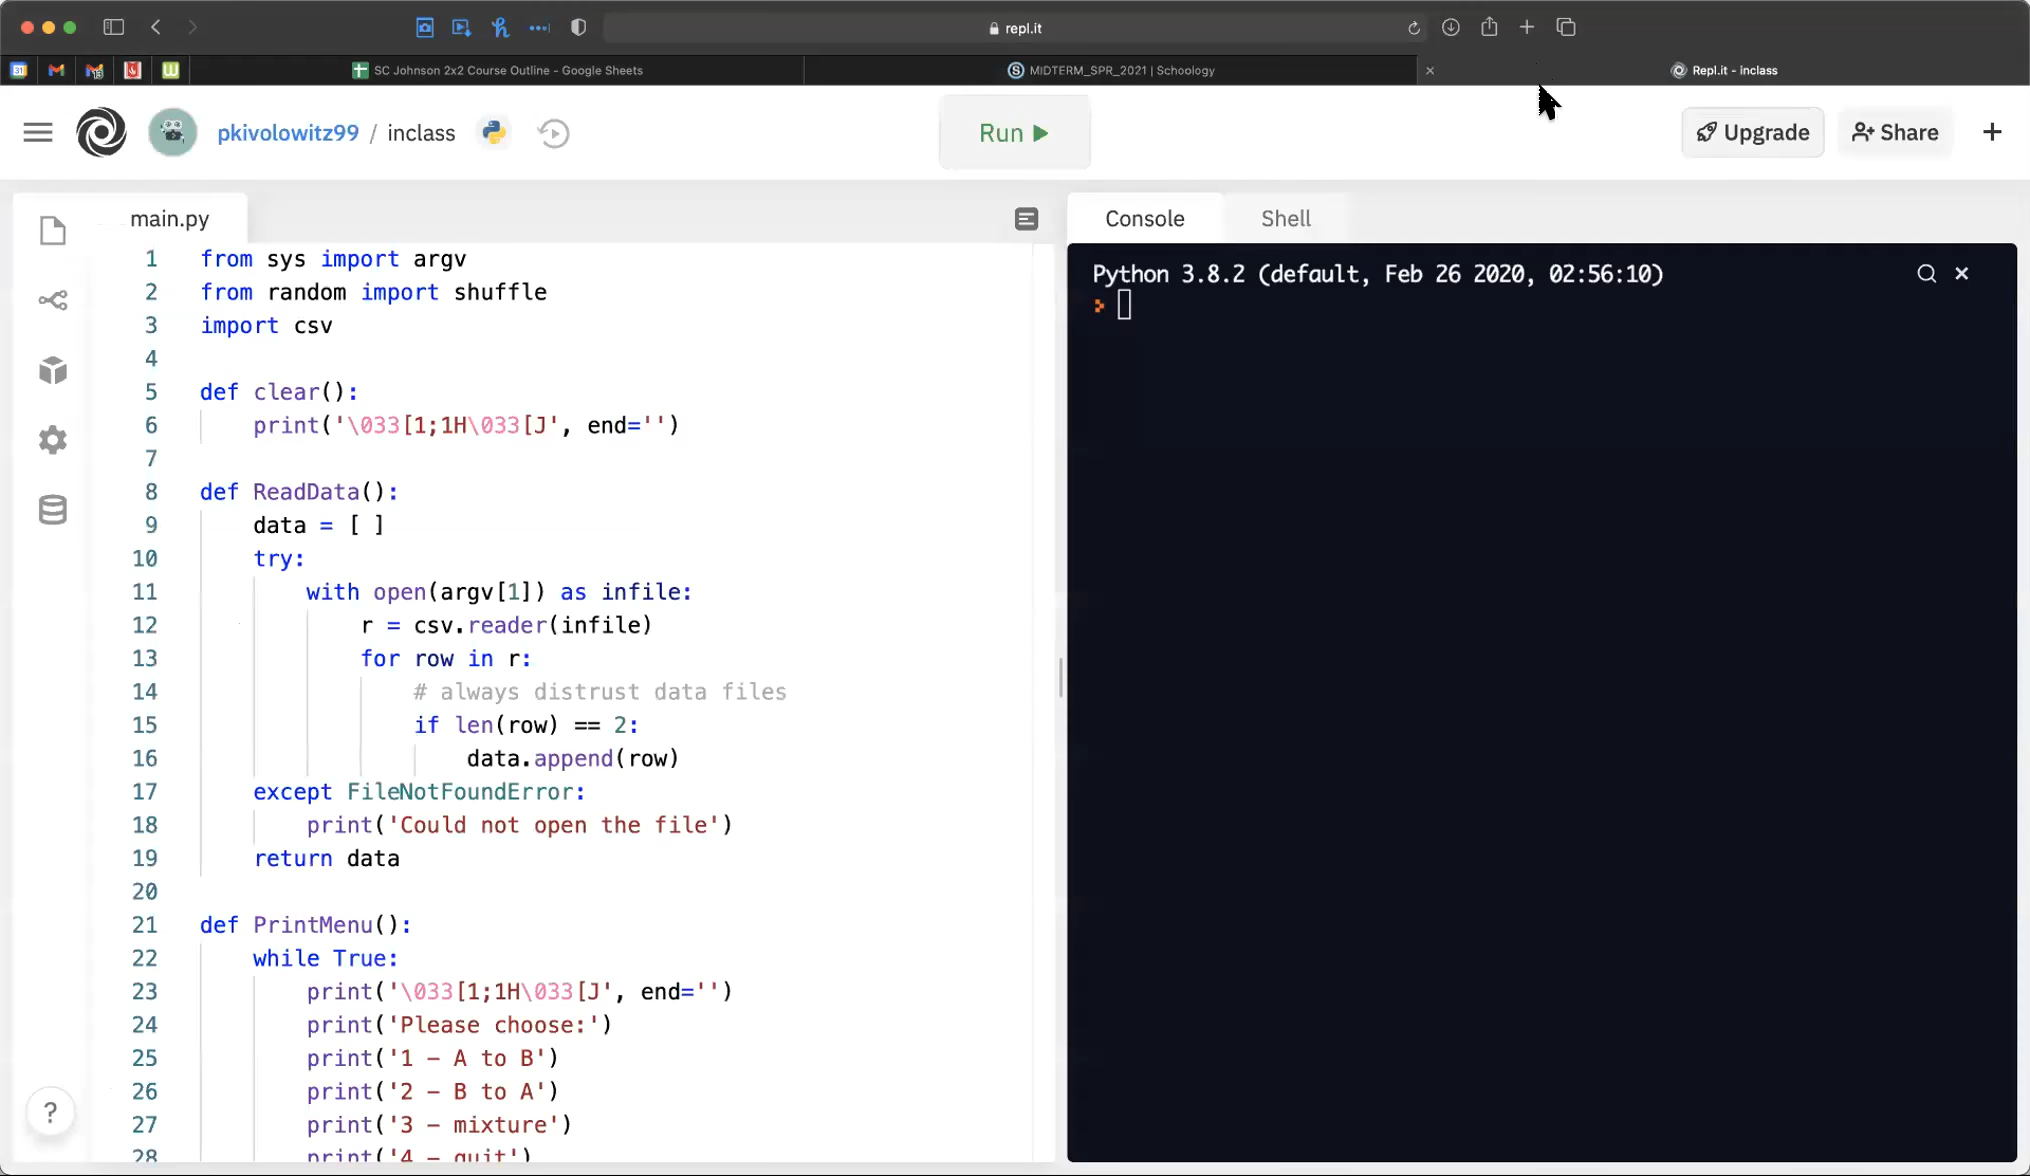 repl.it
31
SC Johnson 2x2 Course Outline - Google Sheets
MIDTERM_SPR_2021 | Schoology
Repl.it - inclass
pkivolowitz99 / inclass
Run
Upgrade
Share
main.py
Console
Shell
1 from sys import argv
2 from random import shuffle
3 import csv
4
5 def clear():
6 print('\033[1;1H\033[J', end='')
7
8 def ReadData():
9 data = [ ]
10 try:
11 with open(argv[1]) as infile:
12 r = csv.reader(infile)
13 for row in r:
14 # always distrust data files
15 if len(row) == 2:
16 data.append(row)
17 except FileNotFoundError:
18 print('Could not open the file')
19 return data
20
21 def PrintMenu():
22 while True:
23 print('\033[1;1H\033[J', end='')
24 print('Please choose:')
25 print('1 – A to B')
26 print('2 – B to A')
27 print('3 – mixture')
28 print('4 – quit')
Python 3.8.2 (default, Feb 26 2020, 02:56:10)